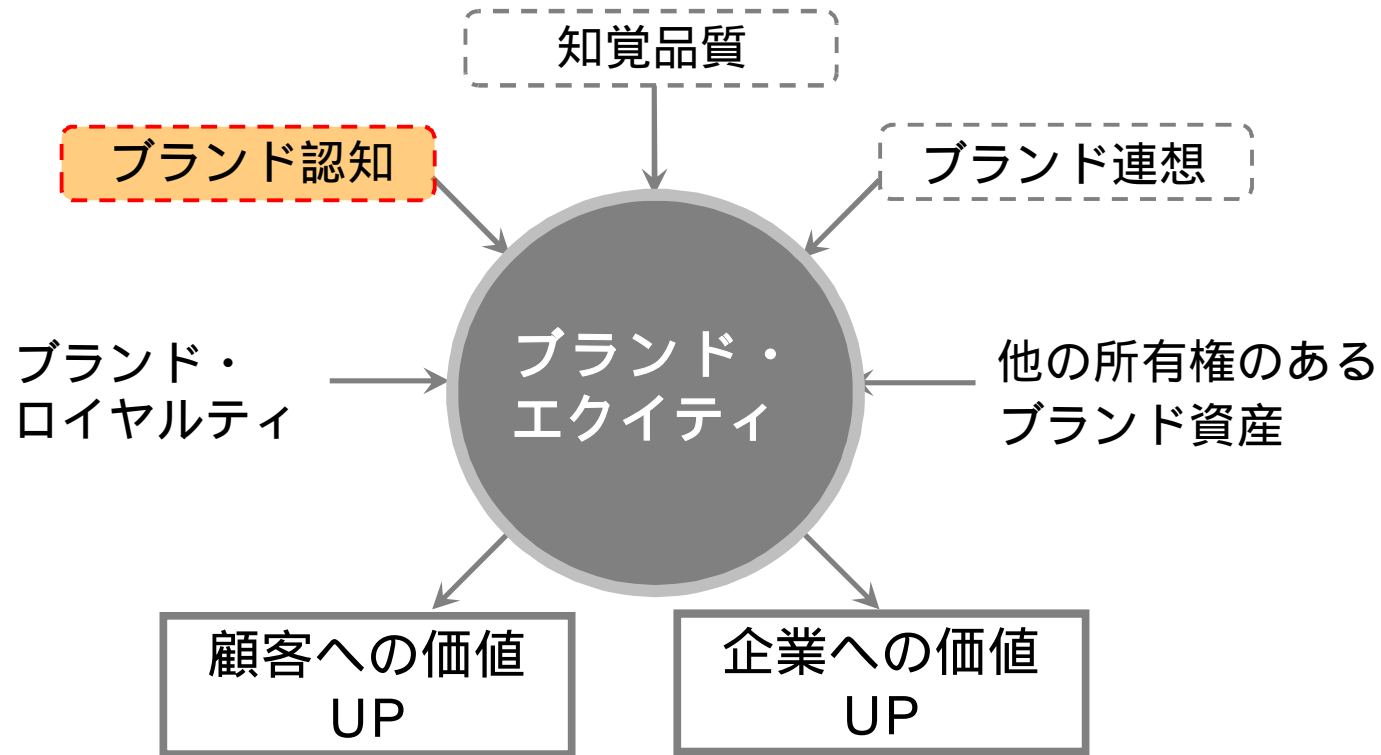 知覚品質
ブランド認知
ブランド連想
ブランド・
ロイヤルティ
ブランド・
エクイティ
他の所有権のある
ブランド資産
顧客への価値
UP
企業への価値
UP